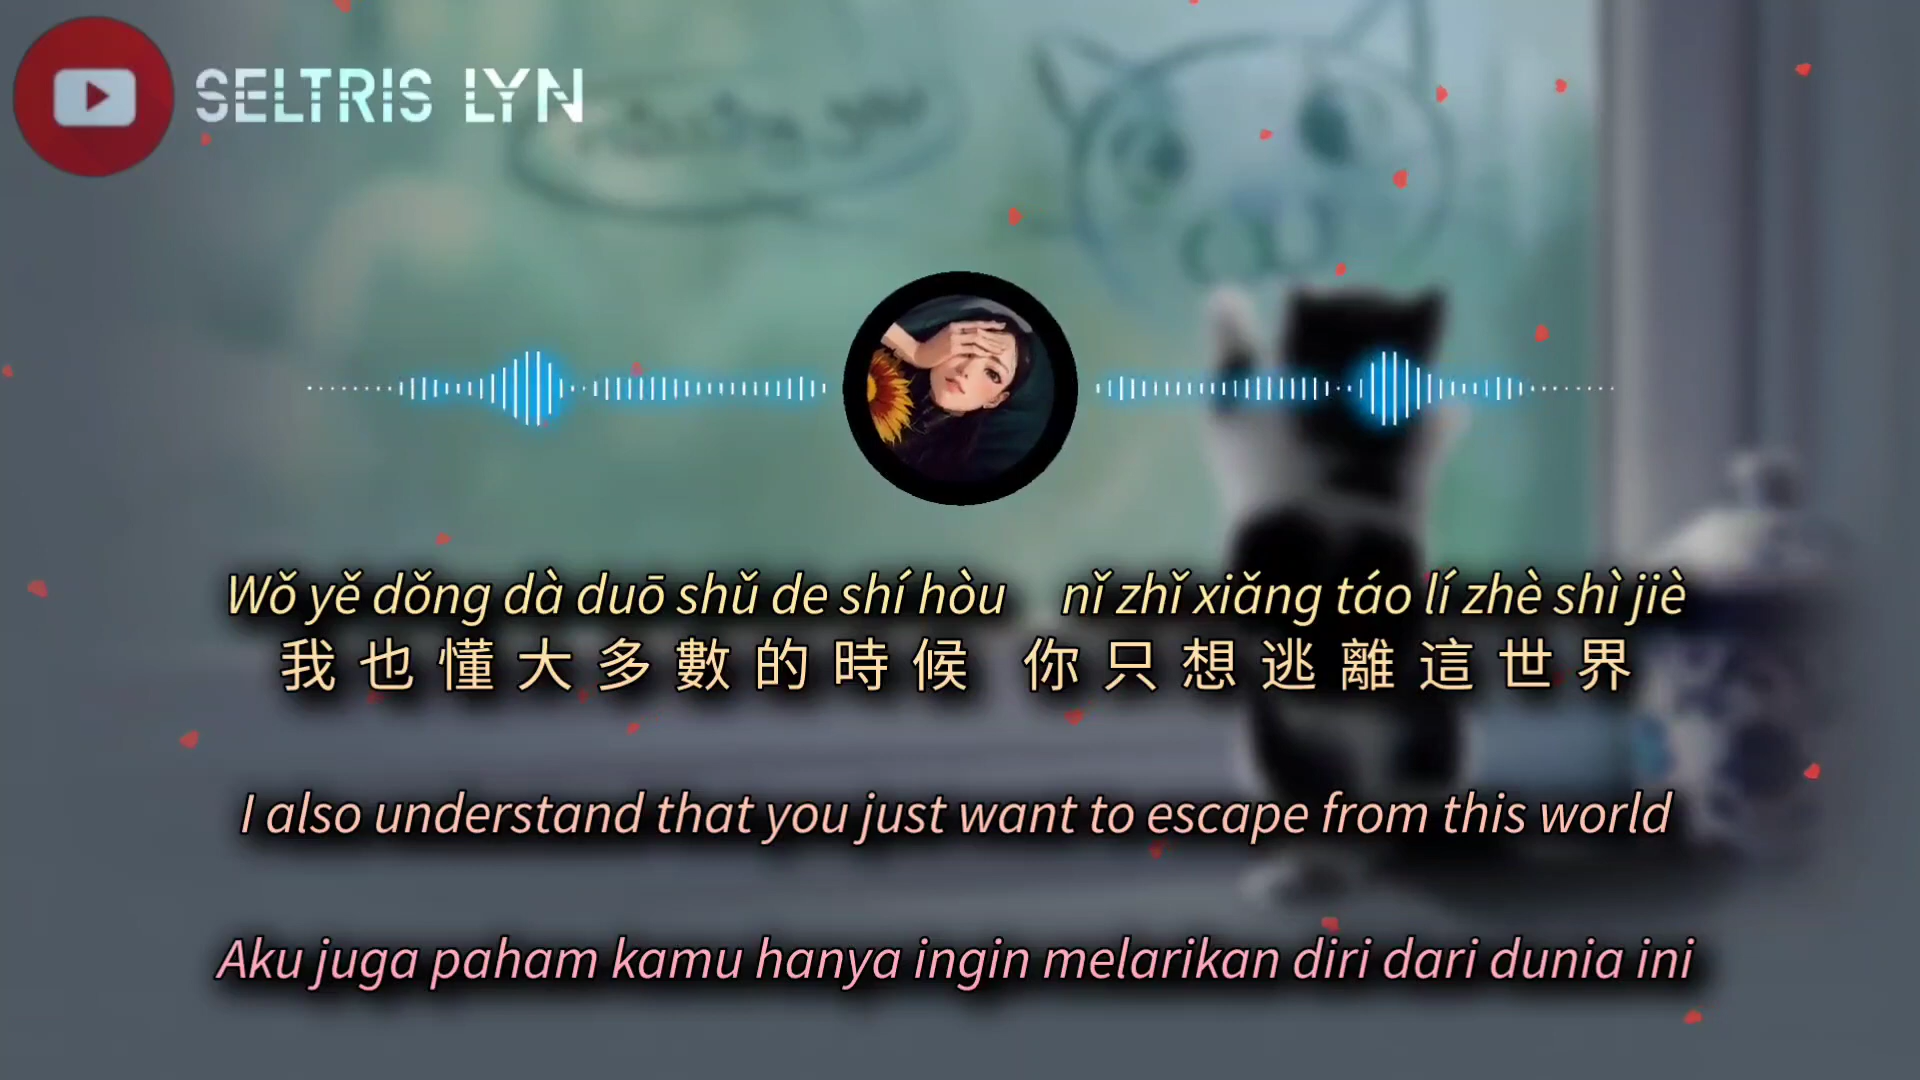 SELTRIS LYN
Missing you
Wǒ yě dǒng dà duō shǔ de shí hòu nǐ zhǐ xiǎng táo lí zhè shì jiè
我也懂大多數的時候 你只想逃離這世界
I also understand that you just want to escape from this world
Aku juga paham kamu hanya ingin melarikan diri dari dunia ini